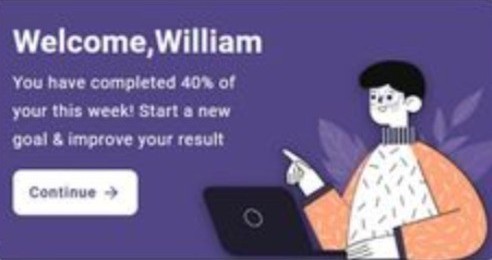 Welcome,William
You have completed 40% of
your this week! Start a new
goal & improve your result
Continue →